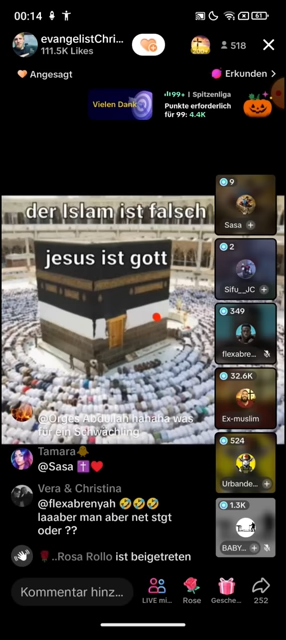 00:14
61
evangelistChri...
111.5K Likes
518
Angesagt
Erkunden >
Vielen Dank
99+ | Spitzenliga
Punkte erforderlich
für 99: 4.4K
9
Sasa
der Islam ist falsch
jesus ist gott
2
Sifu__JC
349
flexabre...
32.6K
Ex-muslim
für ein Schwächling
524
Urbande...
Tamara
@Sasa
Vera & Christina
@flexabrenyah
laaaber man aber net stgt
oder ??
1.3K
BABY...
..Rosa Rollo ist beigetreten
Kommentar hinz...
LIVE mi...
Rose
Gesche...
252